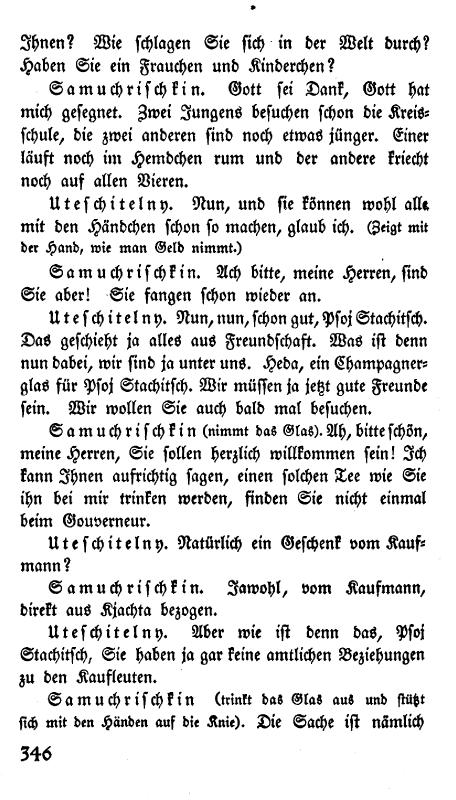 Ihnen? Wie schlagen Sie sich in der Welt durch?
Haben Sie ein Frauchen und Kinderchen?
Samuchrischkin. Gott sei Dank, Gott hat
mich gesegnet. Zwei Jungens besuchen schon die Kreis-
schule, die zwei anderen sind noch etwas jünger. Einer
läuft noch im Hemdchen rum und der andere kriecht
noch auf allen Vieren.
Uteschitelny. Nun, und sie können wohl alle
mit den Händchen schon so machen, glaub ich. (Zeigt mit
der Hand, wie man Geld nimmt.)
Samuchrischkin. Ach bitte, meine Herren, sind
Sie aber! Sie fangen schon wieder an.
Uteschitelny. Nun, nun, schon gut, Psoj Stachitsch.
Das geschieht ja alles aus Freundschaft. Was ist denn
nun dabei, wir sind ja unter uns. Heda, ein Champagner-
glas für Psoj Stachitsch. Wir müssen ja jetzt gute Freunde
sein. Wir wollen Sie auch bald mal besuchen.
Samuchrischkin (nimmt das Glas). Ah, bitte schön,
meine Herren, Sie sollen herzlich willkommen sein! Ich
kann Ihnen aufrichtig sagen, einen solchen Tee wie Sie
ihn bei mir trinken werden, finden Sie nicht einmal
beim Gouverneur.
Uteschitelny. Natürlich ein Geschenk vom Kauf-
mann?
Samuchrischkin. Jawohl, vom Kaufmann,
direkt aus Kjachta bezogen.
Uteschitelny. Aber wie ist denn das, Psoj
Stachitsch, Sie haben ja gar keine amtlichen Beziehungen
zu den Kaufleuten.
Samuchrischkin (trinkt das Glas aus und stützt
sich mit den Händen auf die Knie). Die Sache ist nämlich
346